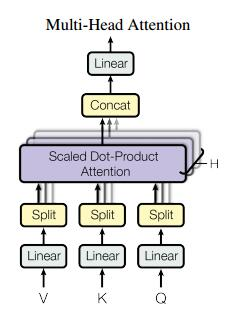 Multi-Head Attention
Linear
Concat
Scaled Dot-Product
Attention
H
Split Split Split
Linear Linear Linear
V K Q